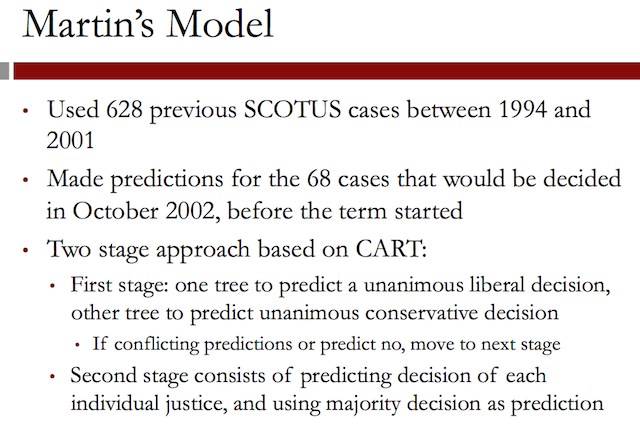 Martin's Model
• Used 628 previous SCOTUS cases between 1994 and
2001
• Made predictions for the 68 cases that would be decided
in October 2002, before the term started
• Two stage approach based on CART:
• First stage: one tree to predict a unanimous liberal decision,
other tree to predict unanimous conservative decision
• If conflicting predictions or predict no, move to next stage
• Second stage consists of predicting decision of each
individual justice, and using majority decision as prediction